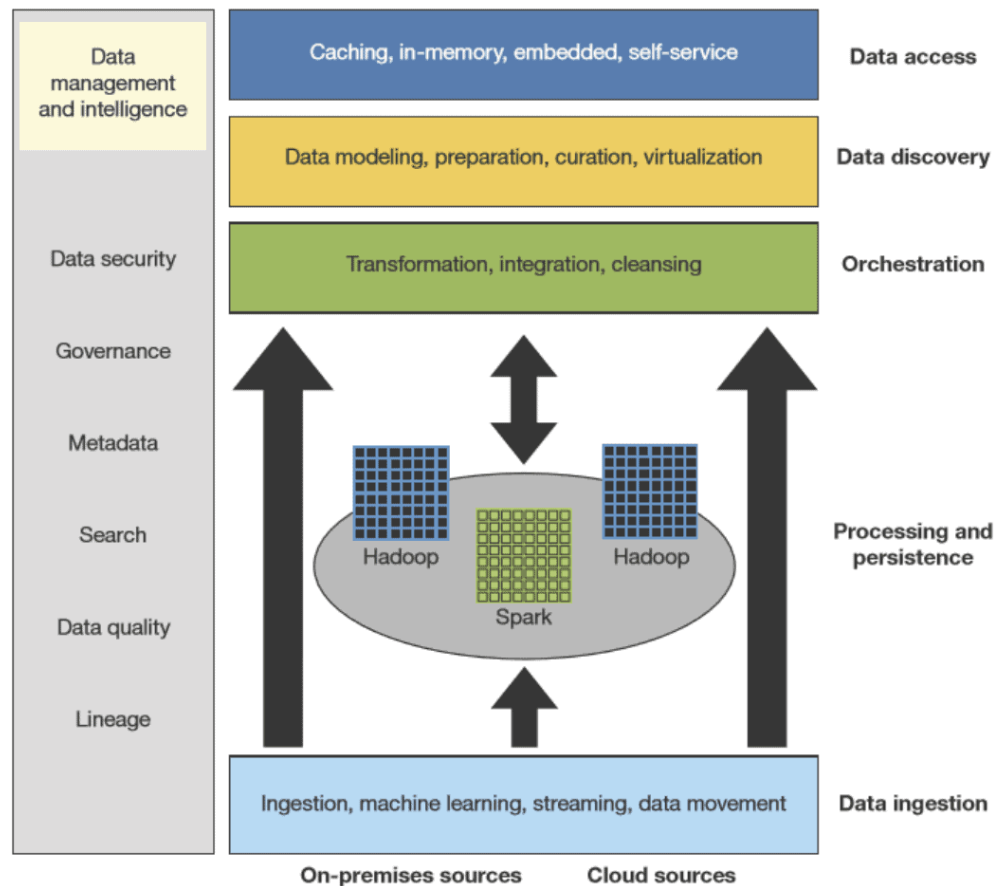 Data
management
and intelligence
Data security
Governance
Metadata
Search
Data quality
Lineage
Caching, in-memory, embedded, self-service
Data access
Data modeling, preparation, curation, virtualization
Data discovery
Transformation, integration, cleansing
Orchestration
Hadoop
Hadoop
Spark
Processing and
persistence
Ingestion, machine learning, streaming, data movement
Data ingestion
On-premises sources
Cloud sources